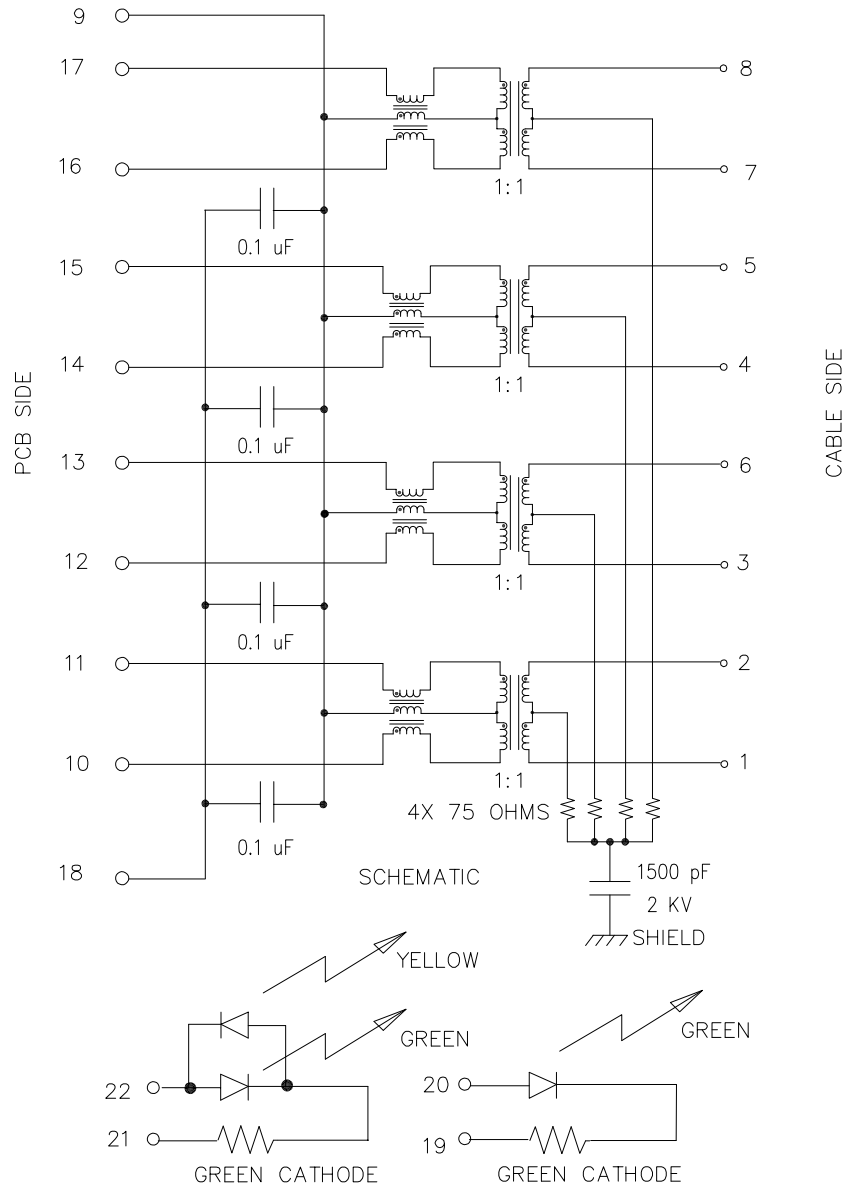 9
17
8
16
7
1:1
0.1 uF
15
5
14
4
1:1
PCB SIDE
CABLE SIDE
0.1 uF
13
6
12
3
1:1
0.1 uF
11
2
10
1
1:1
4X 75 OHMS
0.1 uF
18
SCHEMATIC
1500 pF
2 KV
SHIELD
YELLOW
GREEN
GREEN
22
20
21
19
GREEN CATHODE
GREEN CATHODE